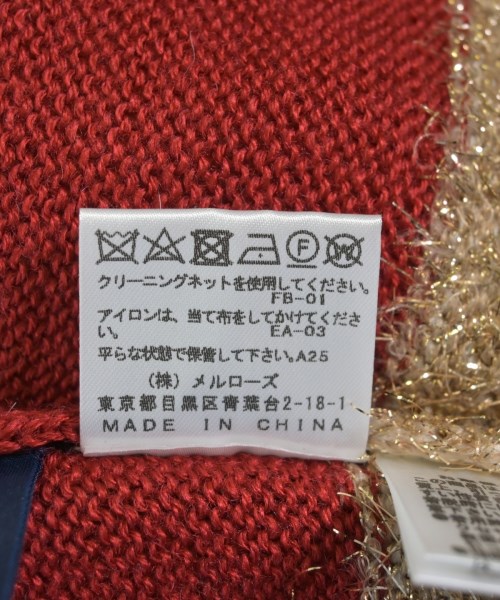 F W
クリーニングネットを使用してください。
FB-01
アイロンは、当て布をしてかけてくださ
い。 EA-03
平らな状態で保管して下さい。A25
(株) メルローズ
東京都目黒区青葉台2-18-1
MADE IN CHINA